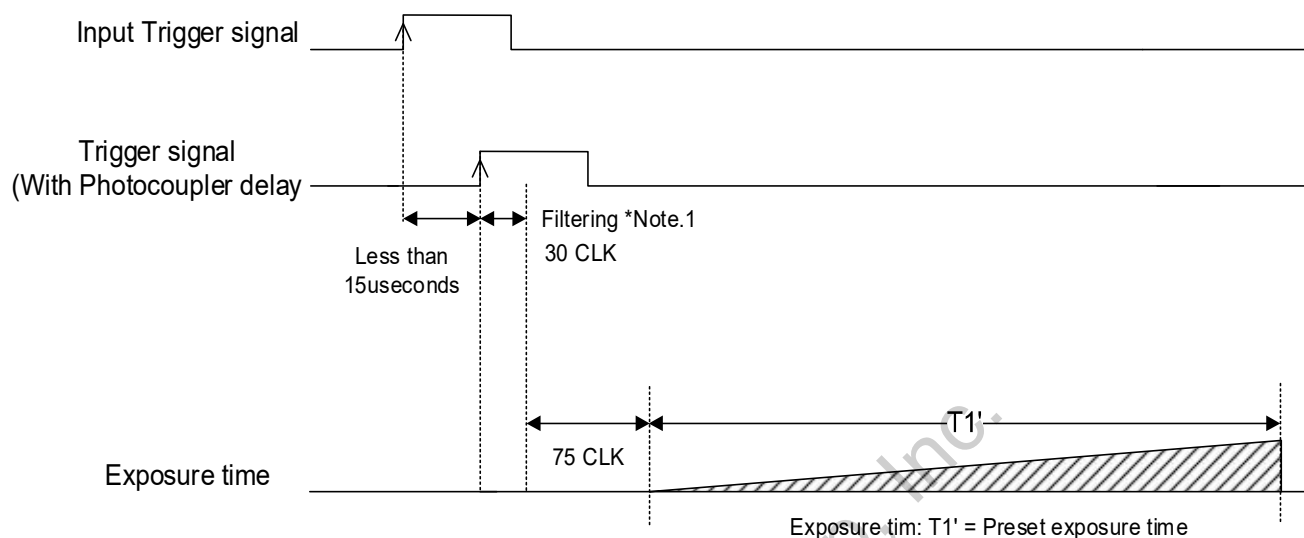 Input Trigger signal
Trigger signal
(With Photocoupler delay
Filtering *Note.1
30 CLK
Less than
15useconds
T1'
75 CLK
Exposure time
Exposure tim: T1' = Preset exposure time
Inc.